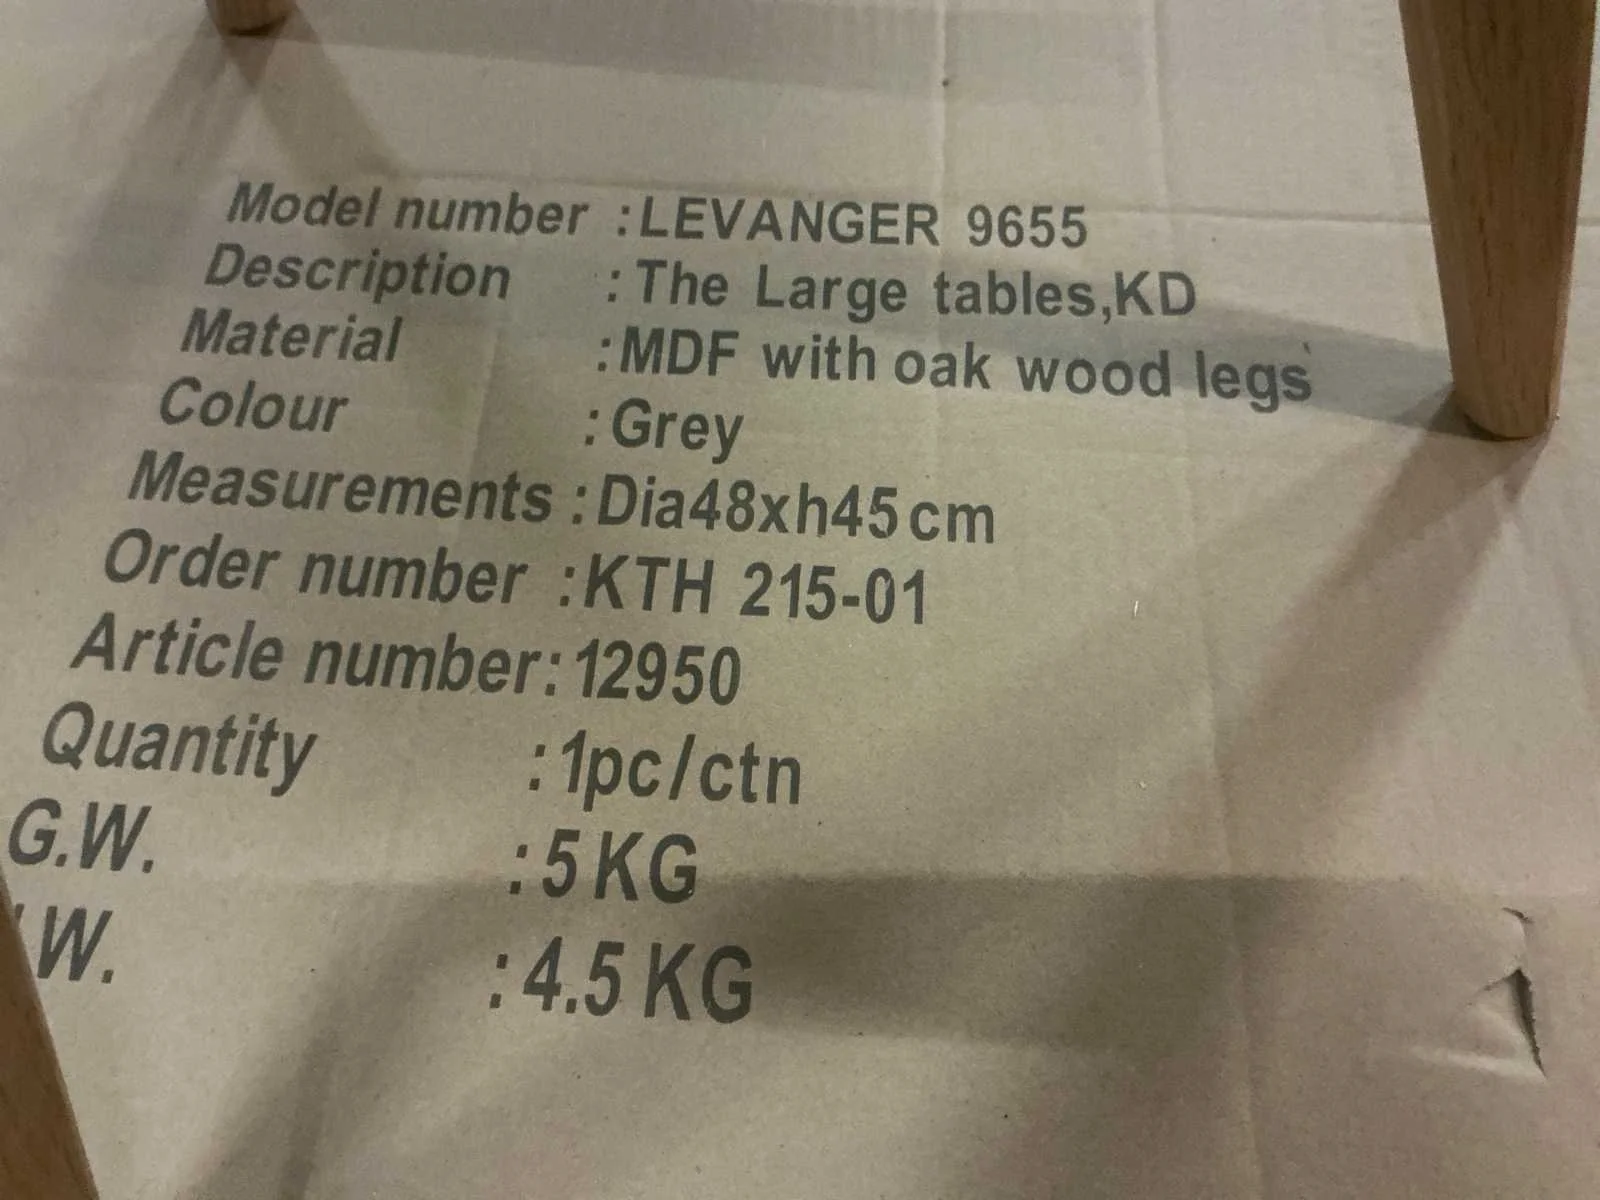 Model number :LEVANGER 9655
Description :The Large tables,KD
Material :MDF with oak wood legs
Colour :Grey
Measurements :Dia48xh45cm
Order number :KTH 215-01
Article number:12950
Quantity :1pc/ctn
G.W. :5KG
W. :4.5KG